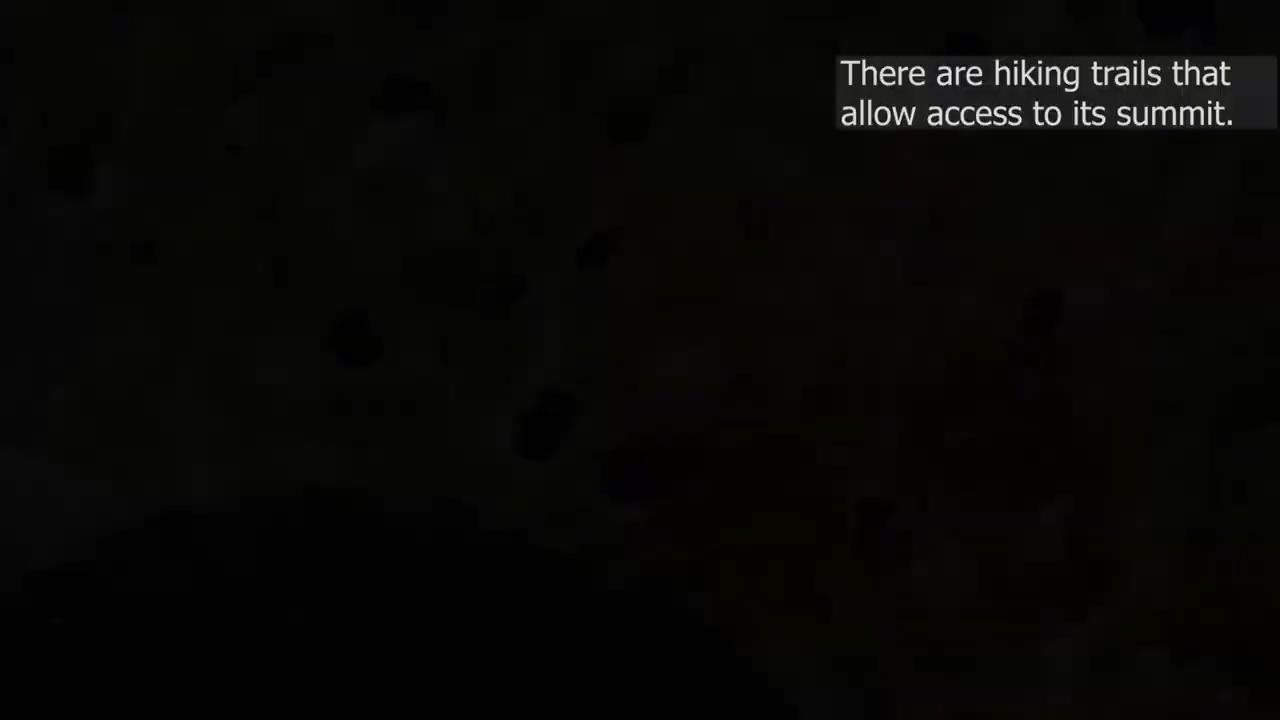 There are hiking trails that
allow access to its summit.